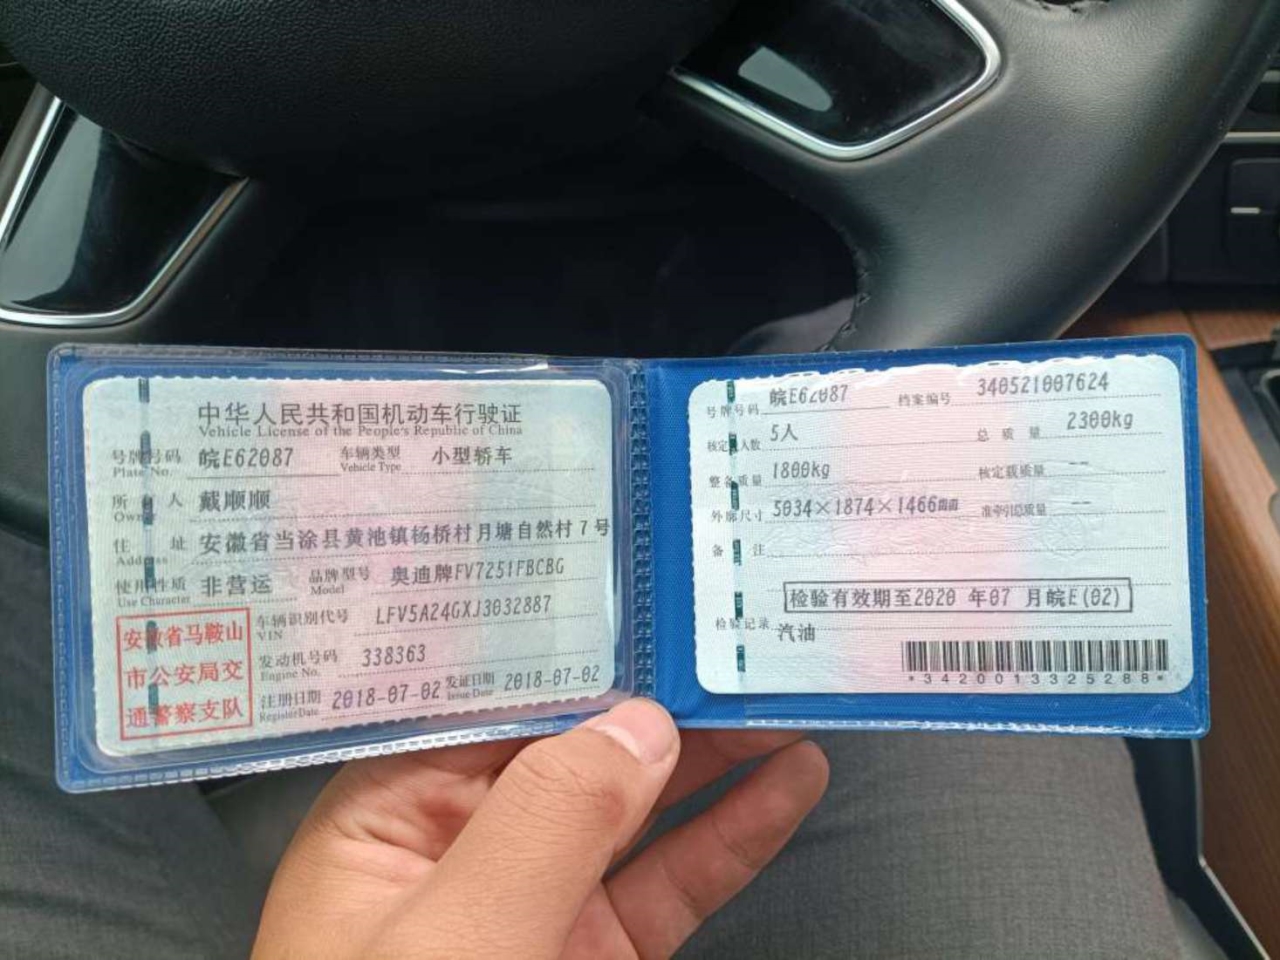 中华人民共和国机动车行驶证
Vehicle License of the People's Republic of China
号牌号码 皖E62087 车辆类型 小型轿车
Plate No. Vehicle Type
所有人 戴顺顺
Owner
住 址 安徽省当涂县黄池镇杨桥村月塘自然村7号
Address
使用性质 非营运 品牌型号 奥迪牌FV7251FBCBG
Use Character Model
安徽省马鞍山
市公安局交
通警察支队
车辆识别代号 LFV5A24GXJ3032887
VIN
发动机号码 338363
Engine No.
注册日期 2018-07-02 发证日期 2018-07-02
Register Date Issue Date
号牌号码 皖E62087 档案编号 340521007624
核定载人数 5人 总质量 2300kg
整备质量 1800kg 核定载质量 --
外廓尺寸 5034×1874×1466mm 准牵引总质量 --
备 注
检验有效期至2020 年07 月皖E(02)
检验记录 汽油
*3420013325288*